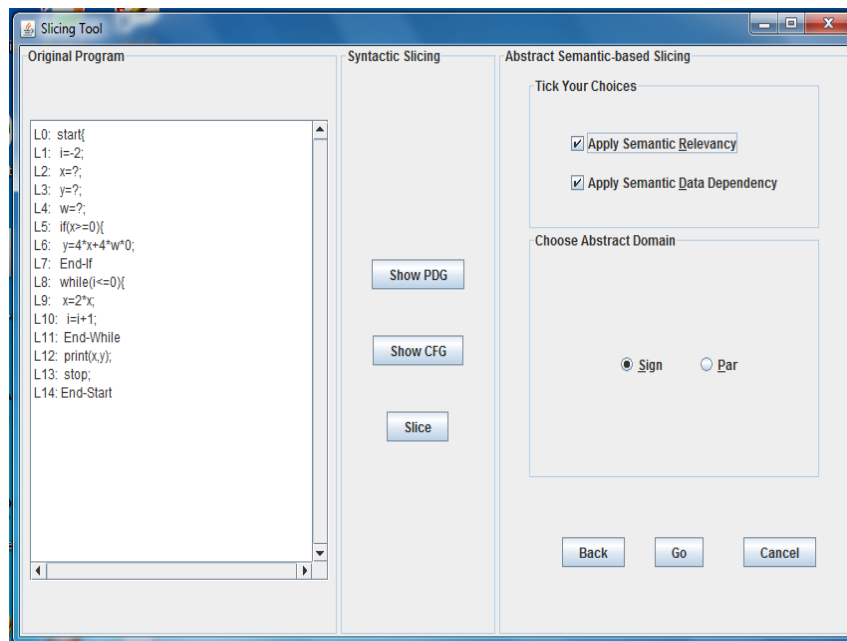 Slicing Tool
Original Program
L0: start{
L1: i=-2;
L2: x=?;
L3: y=?;
L4: w=?;
L5: if(x>=0){
L6: y=4*x+4*w*0;
L7: End-If
L8: while(i<=0){
L9: x=2*x;
L10: i=i+1;
L11: End-While
L12: print(x,y);
L13: stop;
L14: End-Start
Syntactic Slicing
Show PDG
Show CFG
Slice
Abstract Semantic-based Slicing
Tick Your Choices
Apply Semantic Relevancy
Apply Semantic Data Dependency
Choose Abstract Domain
Sign Par
Back Go Cancel